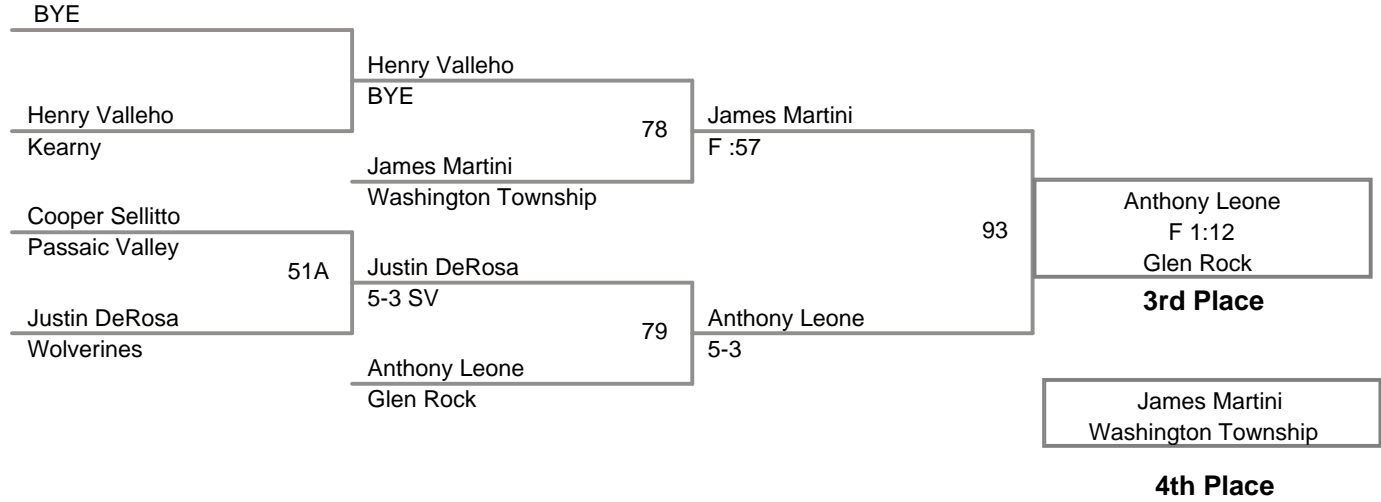 BYE
Henry Valleho
BYE
Henry Valleho
Kearny
78
James Martini
F :57
James Martini
Washington Township
Cooper Sellitto
Passaic Valley
51A
Justin DeRosa
5-3 SV
Justin DeRosa
Wolverines
79
Anthony Leone
5-3
Anthony Leone
Glen Rock
93
Anthony Leone
F 1:12
Glen Rock
3rd Place
James Martini
Washington Township
4th Place